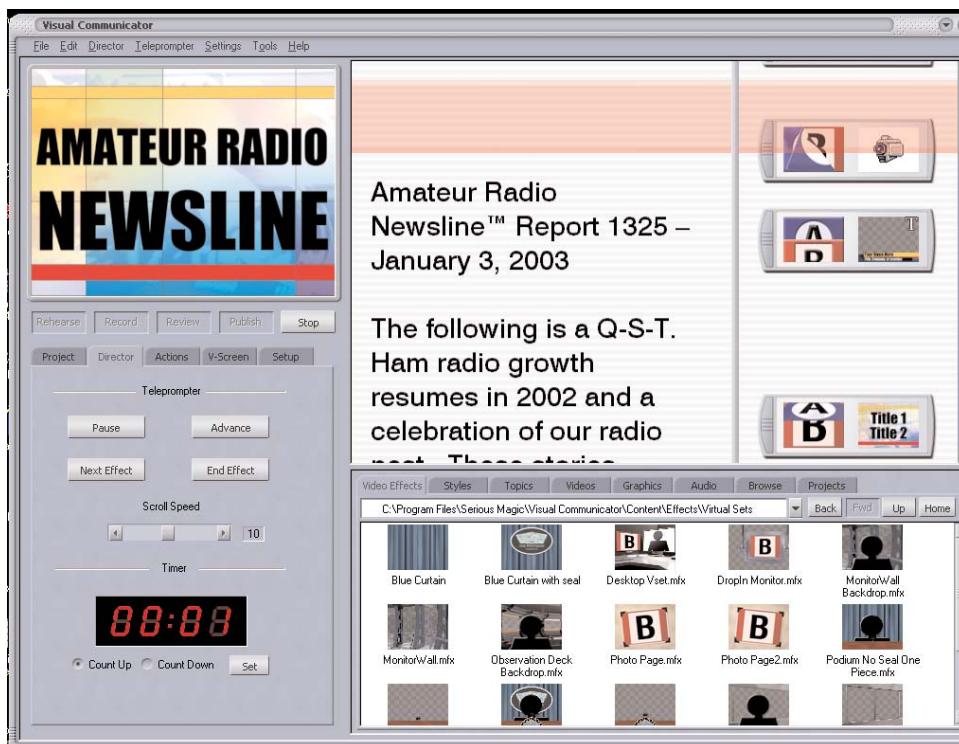 Visual Communicator
File Edit Director Teleprompter Settings Tools Help
AMATEUR RADIO
NEWSLINE
Rehearse Record Review Publish Stop
Project Director Actions V-Screen Setup
Teleprompter
Pause Advance
Next Effect End Effect
Scroll Speed
10
Timer
00:01
Count Up Count Down Set
Amateur Radio
Newsline™ Report 1325 –
January 3, 2003
The following is a Q-S-T.
Ham radio growth
resumes in 2002 and a
celebration of our radio
past. These stories
B
A
B
T
A
B
Title 1
Title 2
Video Effects Styles Topics Videos Graphics Audio Browse Projects
C:\Program Files\Serious Magic\Visual Communicator\Content\Effects\Virtual Sets Back Fwd Up Home
B B
Blue Curtain Blue Curtain with seal Desktop Vset.mfx DropIn Monitor.mfx MonitorWall
Backdrop.mfx
B B
MonitorWall.mfx Observation Deck Photo Page.mfx Photo Page2.mfx Podium No Seal One
Backdrop.mfx Piece.mfx